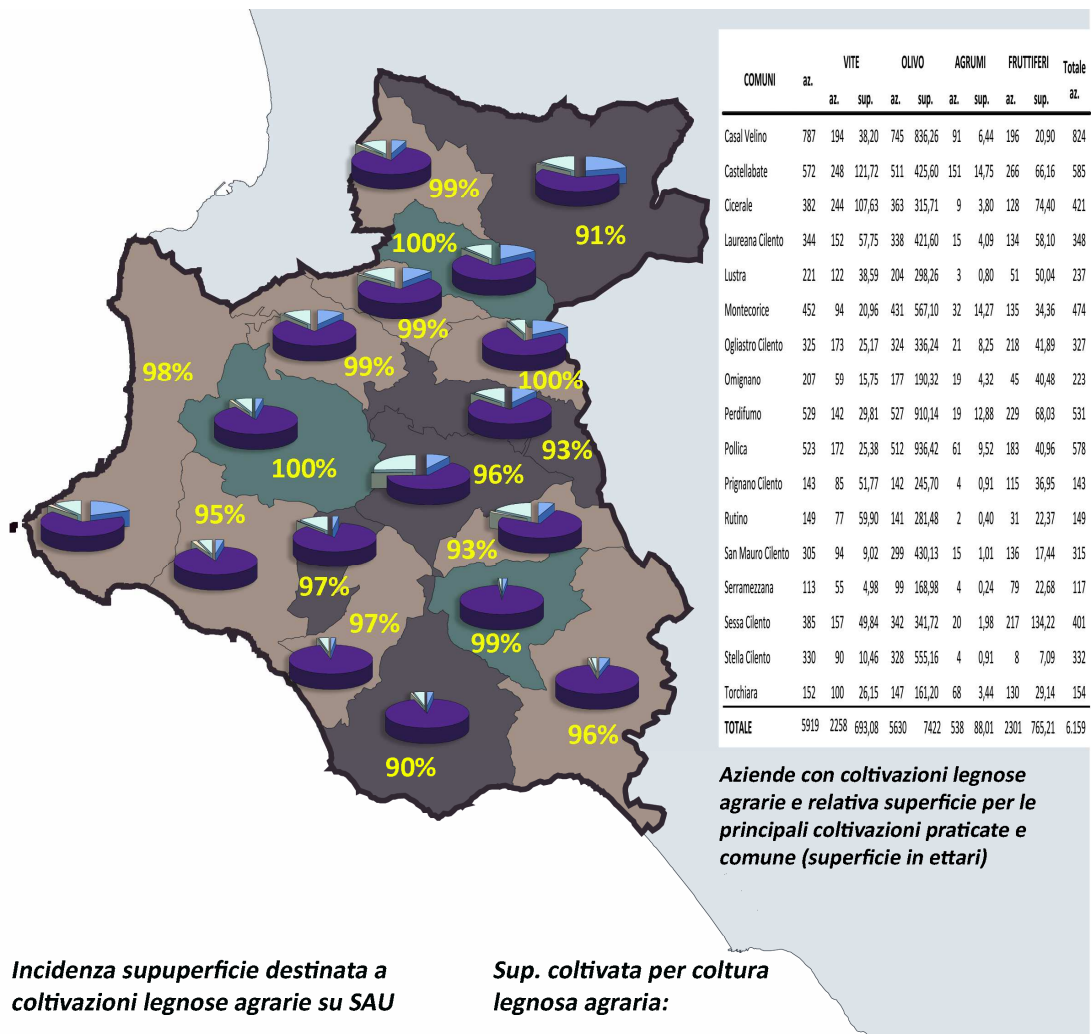 99%
91%
100%
99%
99%
100%
98%
93%
100%
96%
95%
93%
97%
97%
99%
96%
90%
COMUNI az. VITE OLIVO AGRUMI FRUTTIFERI Totale az.
az. sup. az. sup. az. sup. az. sup.
Casal Velino 787 194 38,20 745 836,26 91 6,44 196 20,90 824
Castellabate 572 248 121,72 511 425,60 151 14,75 266 66,16 585
Cicerale 382 244 107,63 363 315,71 9 3,80 128 74,40 421
Laureana Cilento 344 152 57,75 338 421,60 15 4,09 134 58,10 348
Lustra 221 122 38,59 204 298,26 3 0,80 51 50,04 237
Montecorice 452 94 20,96 431 567,10 32 14,27 135 34,36 474
Ogliastro Cilento 325 173 25,17 324 336,24 21 8,25 218 41,89 327
Omignano 207 59 15,75 177 190,32 19 4,32 45 40,48 223
Perdifumo 529 142 29,81 527 910,14 19 12,88 229 68,03 531
Pollica 523 172 25,38 512 936,42 61 9,52 183 40,96 578
Prignano Cilento 143 85 51,77 142 245,70 4 0,91 115 36,95 143
Rutino 149 77 59,90 141 281,48 2 0,40 31 22,37 149
San Mauro Cilento 305 94 9,02 299 430,13 15 1,01 136 17,44 315
Serramezzana 113 55 4,98 99 168,98 4 0,24 79 22,68 117
Sessa Cilento 385 157 49,84 342 341,72 20 1,98 217 134,22 401
Stella Cilento 330 90 10,46 328 555,16 4 0,91 8 7,09 332
Torchiara 152 100 26,15 147 161,20 68 3,44 130 29,14 154
TOTALE 5919 2258 693,08 5630 7422 538 88,01 2301 765,21 6.159
Aziende con coltivazioni legnose
agrarie e relativa superficie per le
principali coltivazioni praticate e
comune (superficie in ettari)
Incidenza supuperficie destinata a
coltivazioni legnose agrarie su SAU
Sup. coltivata per coltura
legnosa agraria: